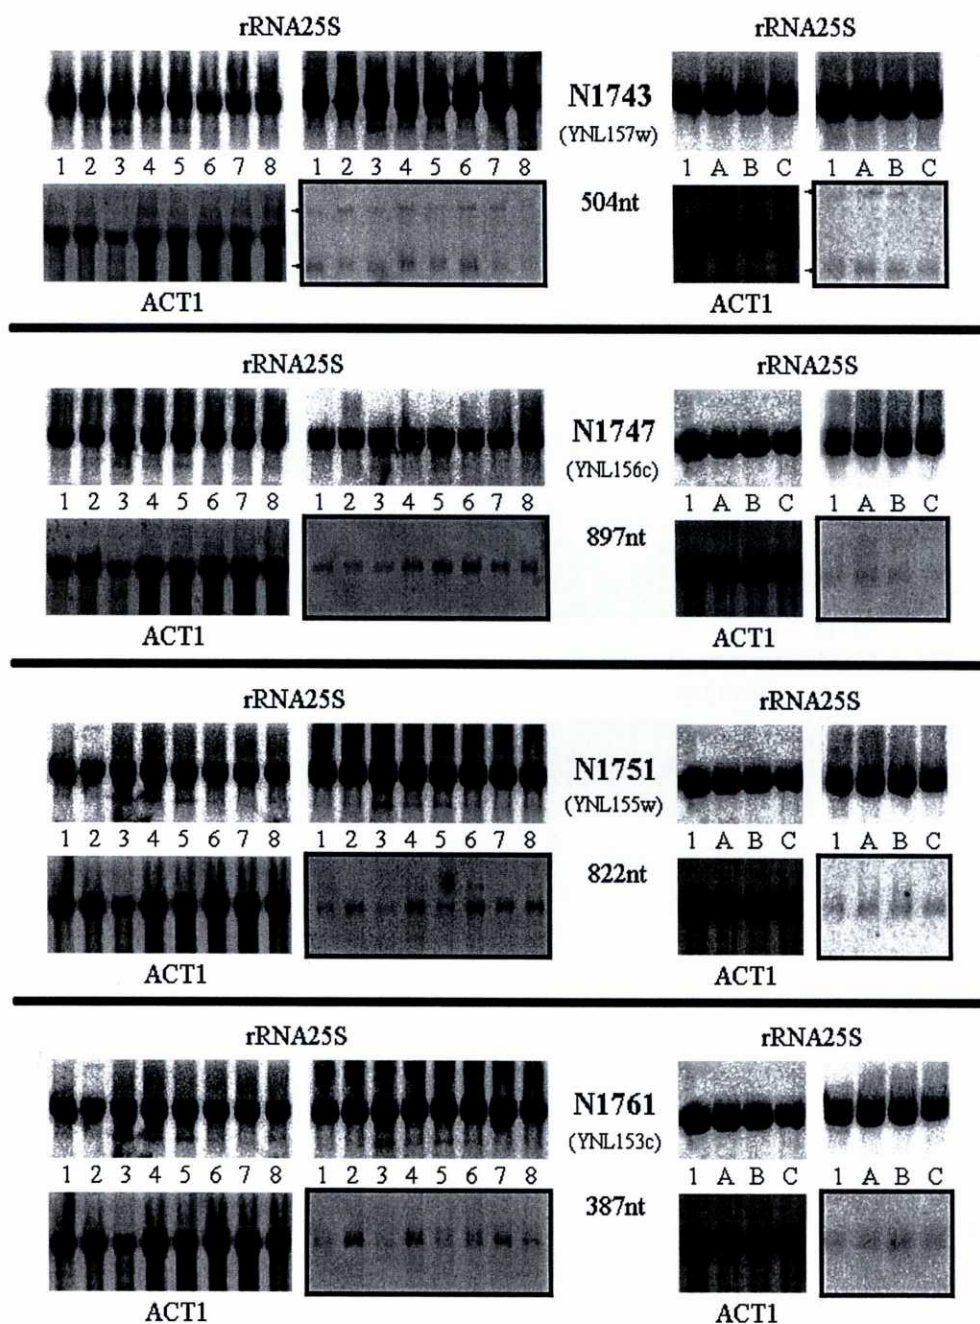 rRNA25S rRNA25S
N1743
(YNL157w)
1 2 3 4 5 6 7 8 1 2 3 4 5 6 7 8 1 A B C 1 A B C
504nt
ACT1 ACT1
rRNA25S rRNA25S
N1747
(YNL156c)
1 2 3 4 5 6 7 8 1 2 3 4 5 6 7 8 1 A B C 1 A B C
897nt
ACT1 ACT1
rRNA25S rRNA25S
N1751
(YNL155w)
1 2 3 4 5 6 7 8 1 2 3 4 5 6 7 8 1 A B C 1 A B C
822nt
ACT1 ACT1
rRNA25S rRNA25S
N1761
(YNL153c)
1 2 3 4 5 6 7 8 1 2 3 4 5 6 7 8 1 A B C 1 A B C
387nt
ACT1 ACT1